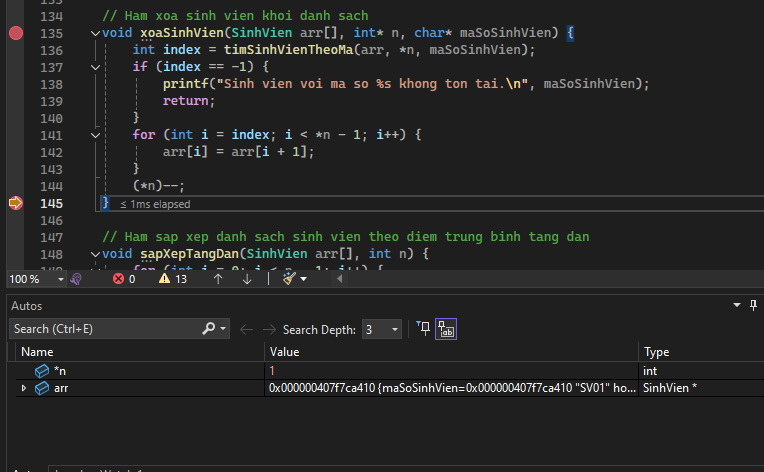 134 // Ham xoa sinh vien khoi danh sach
135 void xoaSinhVien(SinhVien arr[], int* n, char* maSoSinhVien) {
136 int index = timSinhVienTheoMa(arr, *n, maSoSinhVien);
137 if (index == -1) {
138 printf("Sinh vien voi ma so %s khong ton tai.\n", maSoSinhVien);
139 return;
140 }
141 for (int i = index; i < *n - 1; i++) {
142 arr[i] = arr[i + 1];
143 }
144 (*n)--;
145 } ≤ 1ms elapsed
146
147 // Ham sap xep danh sach sinh vien theo diem trung binh tang dan
148 void sapXepTangDan(SinhVien arr[], int n) {
100 % 0 13
Autos
Search (Ctrl+E) Search Depth: 3
Name Value Type
*n 1 int
arr 0x000000407f7ca410 {maSoSinhVien=0x000000407f7ca410 "SV01" ho... SinhVien *